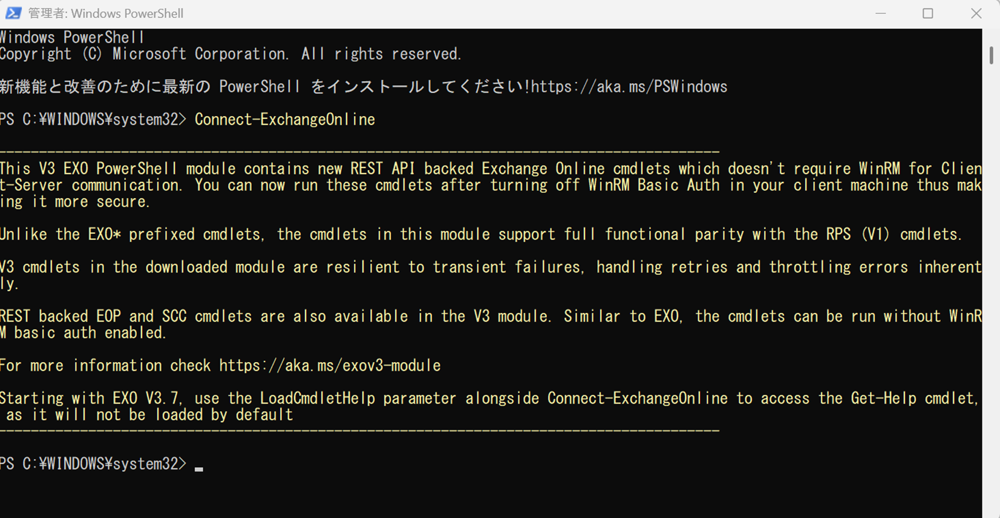 管理者: Windows PowerShell
Windows PowerShell
Copyright (C) Microsoft Corporation. All rights reserved.
新機能と改善のために最新の PowerShell をインストールしてください!https://aka.ms/PSWindows
PS C:¥WINDOWS¥system32> Connect-ExchangeOnline
----------------------------------------------------------------------------------------
This V3 EXO PowerShell module contains new REST API backed Exchange Online cmdlets which doesn't require WinRM for Clien
t-Server communication. You can now run these cmdlets after turning off WinRM Basic Auth in your client machine thus mak
ing it more secure.
Unlike the EXO* prefixed cmdlets, the cmdlets in this module support full functional parity with the RPS (V1) cmdlets.
V3 cmdlets in the downloaded module are resilient to transient failures, handling retries and throttling errors inherent
ly.
REST backed EOP and SCC cmdlets are also available in the V3 module. Similar to EXO, the cmdlets can be run without WinR
M basic auth enabled.
For more information check https://aka.ms/exov3-module
Starting with EXO V3.7, use the LoadCmdletHelp parameter alongside Connect-ExchangeOnline to access the Get-Help cmdlet,
 as it will not be loaded by default
----------------------------------------------------------------------------------------
PS C:¥WINDOWS¥system32> _